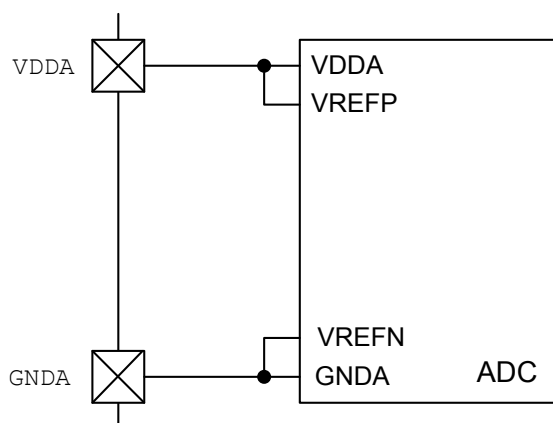 VDDA
VDDA
VREFP
VREFN
GNDA
GNDA
ADC